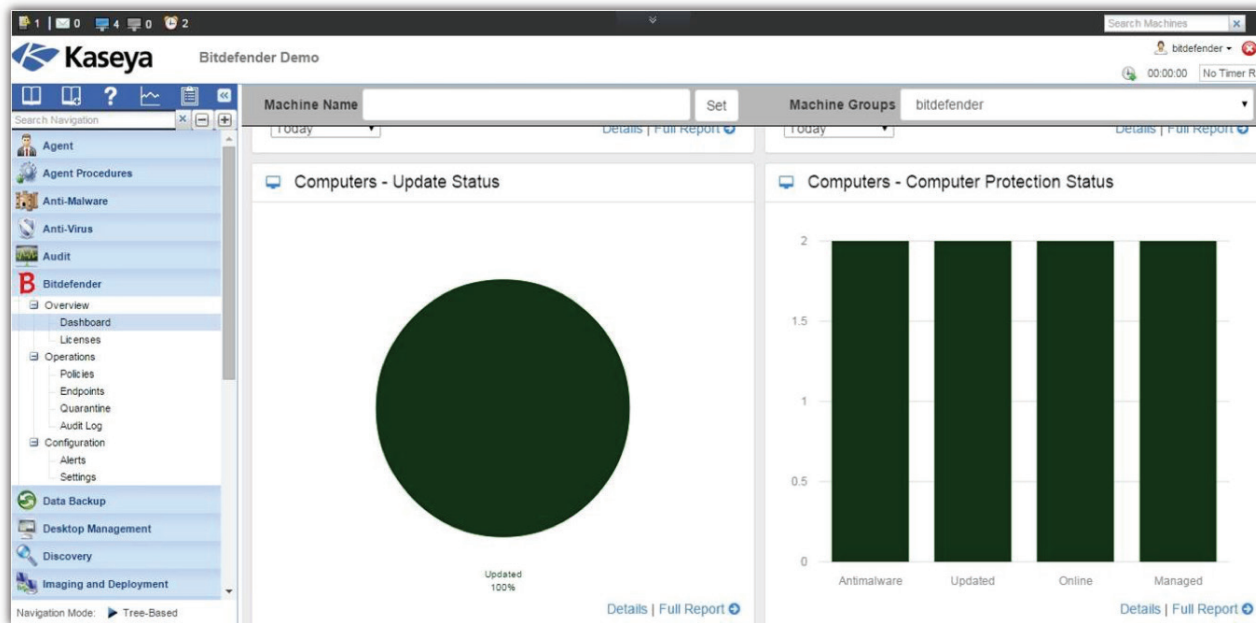 1 | 0 4 0 2
Search Machines
Kaseya
Bitdefender Demo
bitdefender
00:00:00 No Timer R
Search Navigation
Machine Name Set Machine Groups bitdefender
Today Details | Full Report Today Details | Full Report
Agent
Agent Procedures
Anti-Malware
Anti-Virus
Audit
Bitdefender
Overview
Dashboard
Licenses
Operations
Policies
Endpoints
Quarantine
Audit Log
Configuration
Alerts
Settings
Data Backup
Desktop Management
Discovery
Imaging and Deployment
Navigation Mode: Tree-Based
Computers - Update Status
Updated
100%
Details | Full Report
Computers - Computer Protection Status
2
1.5
1
0.5
0
Antimalware Updated Online Managed
Details | Full Report